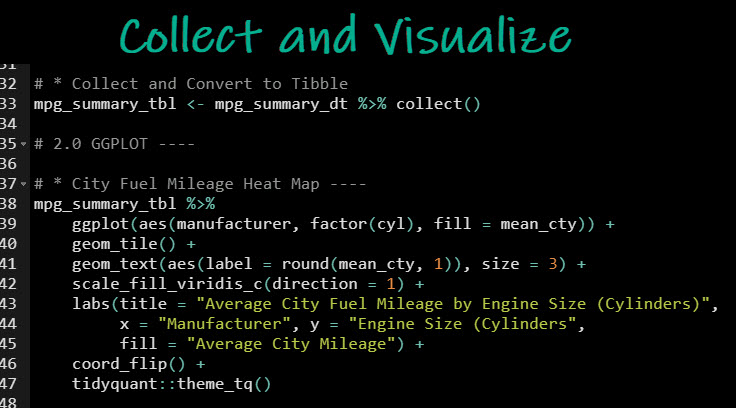 Collect and Visualize
31
32 # * Collect and Convert to Tibble
33 mpg_summary_tbl <- mpg_summary_dt %>% collect()
34
35 # 2.0 GGPLOT ----
36
37 # * City Fuel Mileage Heat Map ----
38 mpg_summary_tbl %>%
39     ggplot(aes(manufacturer, factor(cyl), fill = mean_cty)) +
40     geom_tile() +
41     geom_text(aes(label = round(mean_cty, 1)), size = 3) +
42     scale_fill_viridis_c(direction = 1) +
43     labs(title = "Average City Fuel Mileage by Engine Size (Cylinders)",
44          x = "Manufacturer", y = "Engine Size (Cylinders",
45          fill = "Average City Mileage") +
46     coord_flip() +
47     tidyquant::theme_tq()
48